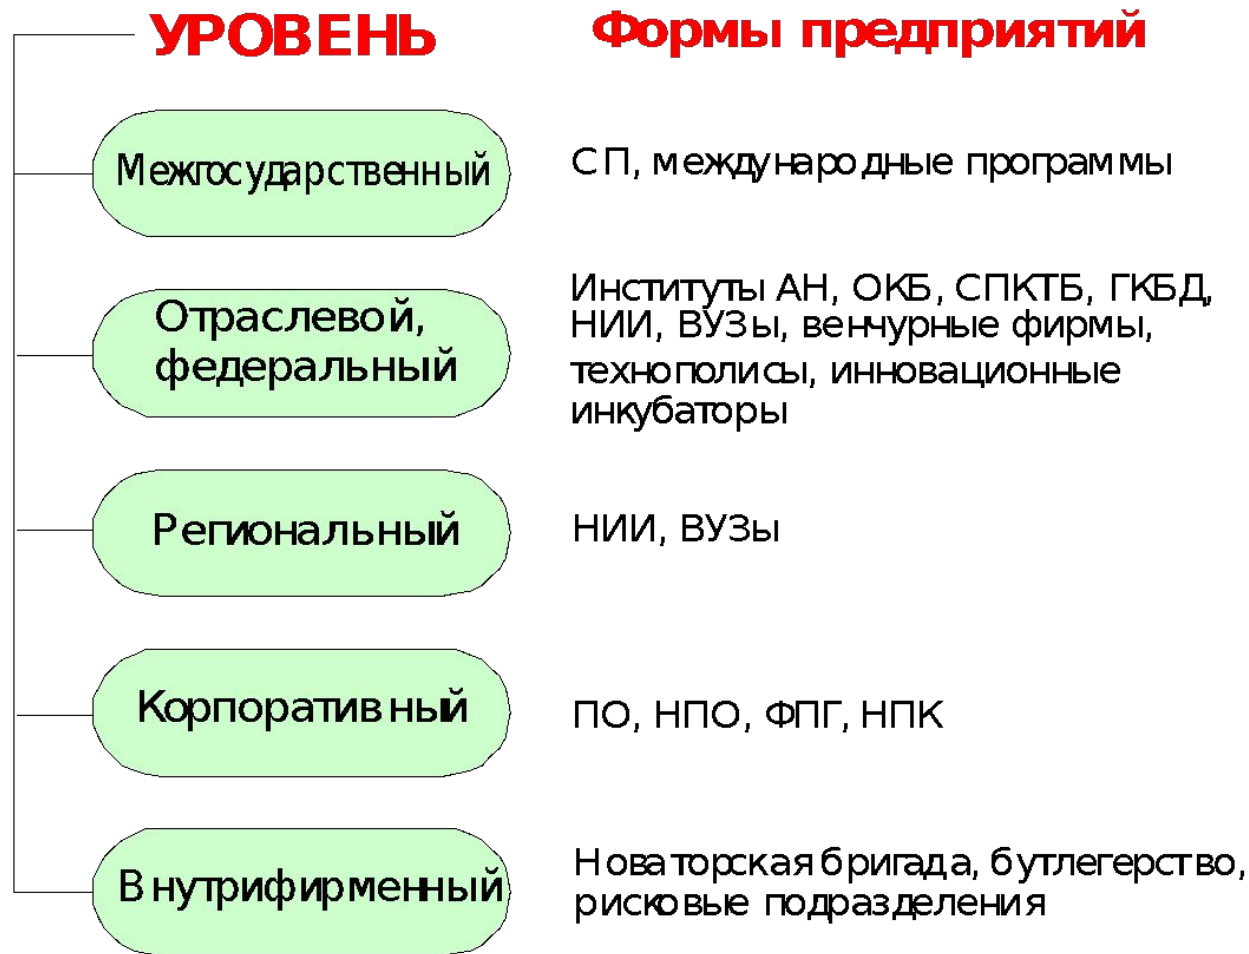 УРОВЕНЬ
Формы предприятий
Межгосударственный
СП, международные программы
Отраслевой,
федеральный
Институты АН, ОКБ, СПКТБ, ГКБД,
НИИ, ВУЗы, венчурные фирмы,
технополисы, инновационные
инкубаторы
Региональный
НИИ, ВУЗы
Корпоративный
ПО, НПО, ФПГ, НПК
Внутрифирменный
Новаторская бригада, бутлегерство,
рисковые подразделения